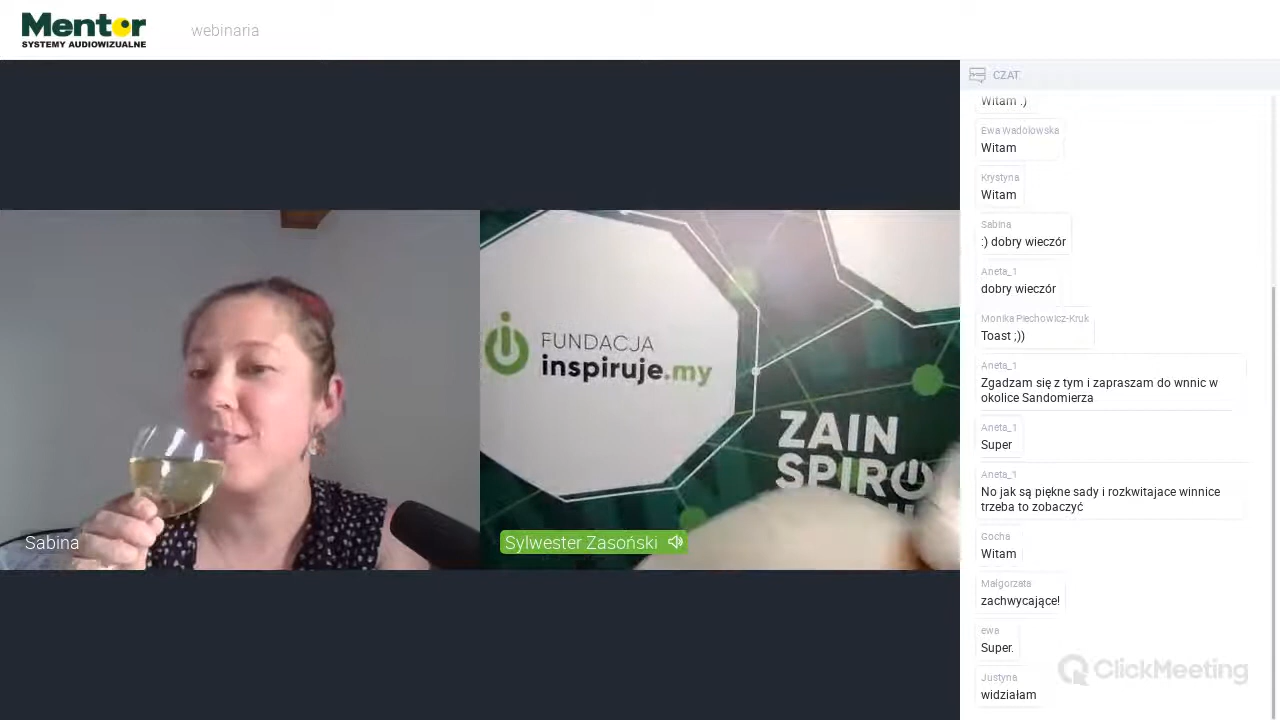 Mentor
SYSTEMY AUDIOWIZUALNE
webinaria
CZAT
Witam :)
Ewa Wadolowska
Witam
Krystyna
Witam
Sabina
:) dobry wieczór
Aneta_1
dobry wieczór
Monika Piechowicz-Kruk
Toast ;))
Aneta_1
Zgadzam się z tym i zapraszam do wnnic w
okolice Sandomierza
Aneta_1
Super
Aneta_1
No jak są piękne sady i rozkwitajace winnice
trzeba to zobaczyć
Gocha
Witam
Małgorzata
zachwycające!
ewa
Super.
Justyna
widziałam
ClickMeeting
FUNDACJA
inspiruje.my
ZAIN
SPIRO
Sabina
Sylwester Zasoński